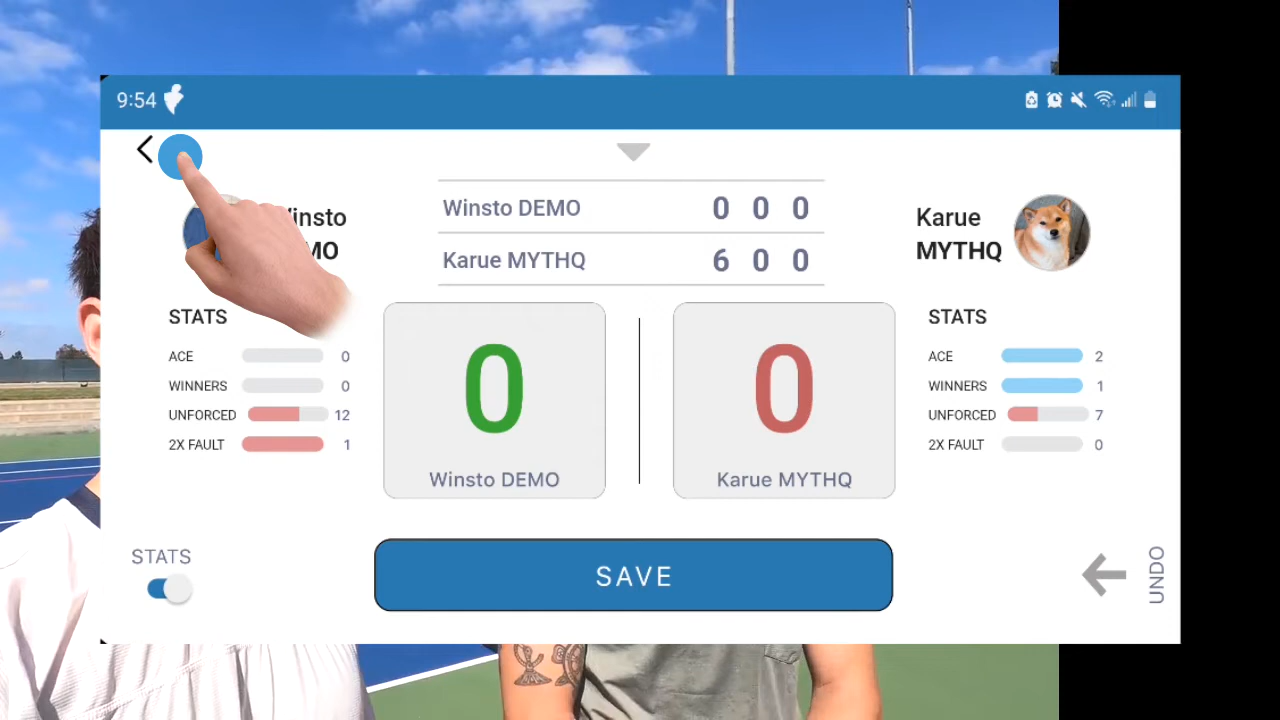 9:54
Winsto DEMO 0 0 0
Karue MYTHQ 6 0 0
Karue
MYTHQ
STATS
ACE 0
WINNERS 0
UNFORCED 12
2X FAULT 1
0
Winsto DEMO
0
Karue MYTHQ
STATS
ACE 2
WINNERS 1
UNFORCED 7
2X FAULT 0
STATS
SAVE
UNDO